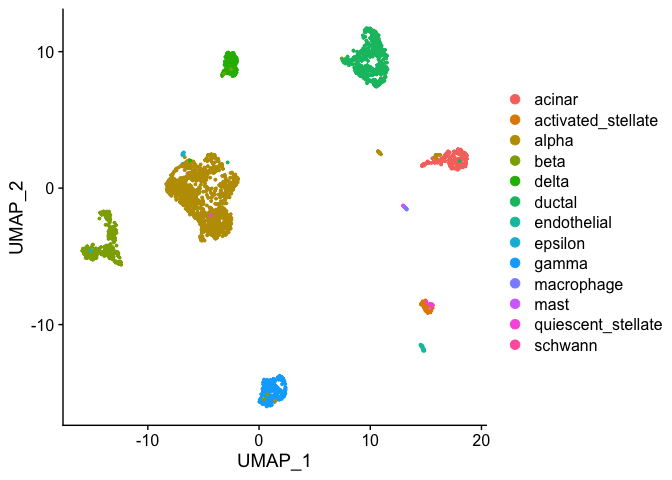 10
0
-10
UMAP_2
-10
0
10
20
UMAP_1
acinar
activated_stellate
alpha
beta
delta
ductal
endothelial
epsilon
gamma
macrophage
mast
quiescent_stellate
schwann